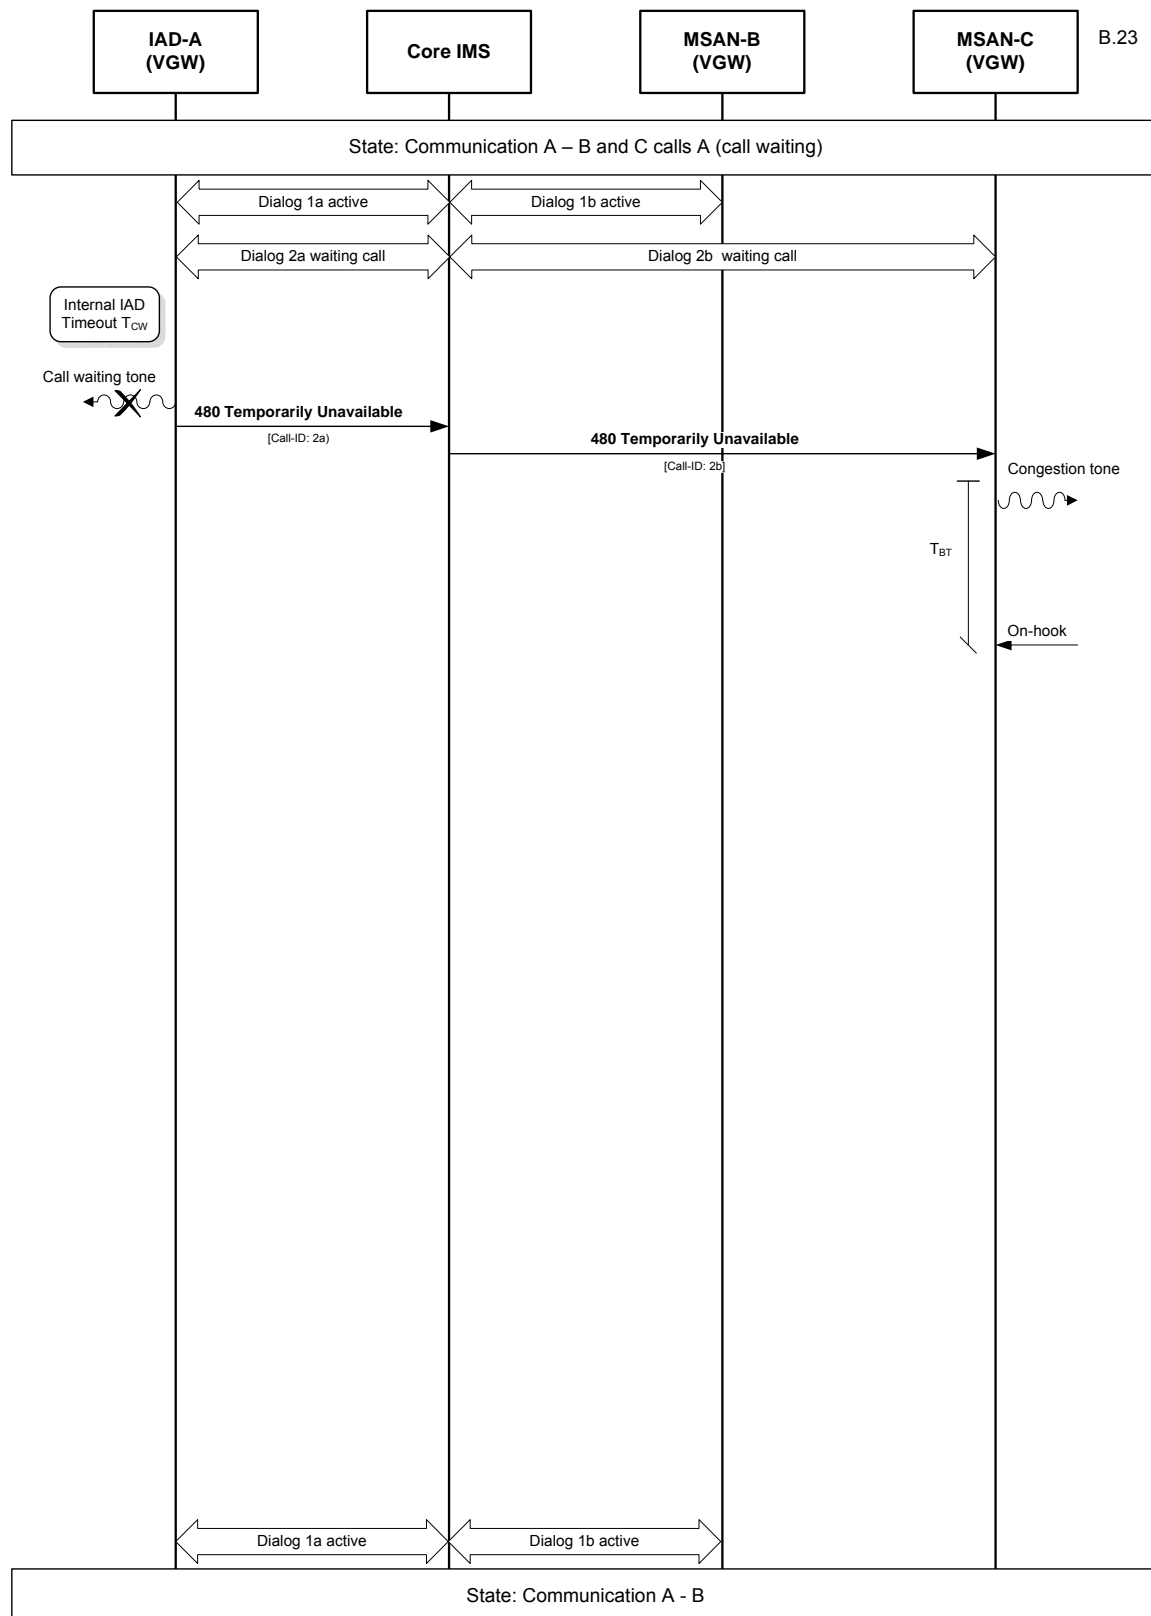 IAD-A
(VGW)
Core IMS
MSAN-B
(VGW)
MSAN-C
(VGW)
B.23
State: Communication A – B and C calls A (call waiting)
Dialog 1a active
Dialog 1b active
Dialog 2a waiting call
Dialog 2b  waiting call
Internal IAD
Timeout TCW
Call waiting tone
480 Temporarily Unavailable
[Call-ID: 2a)
480 Temporarily Unavailable
[Call-ID: 2b]
Congestion tone
TBT
On-hook
Dialog 1a active
Dialog 1b active
State: Communication A - B